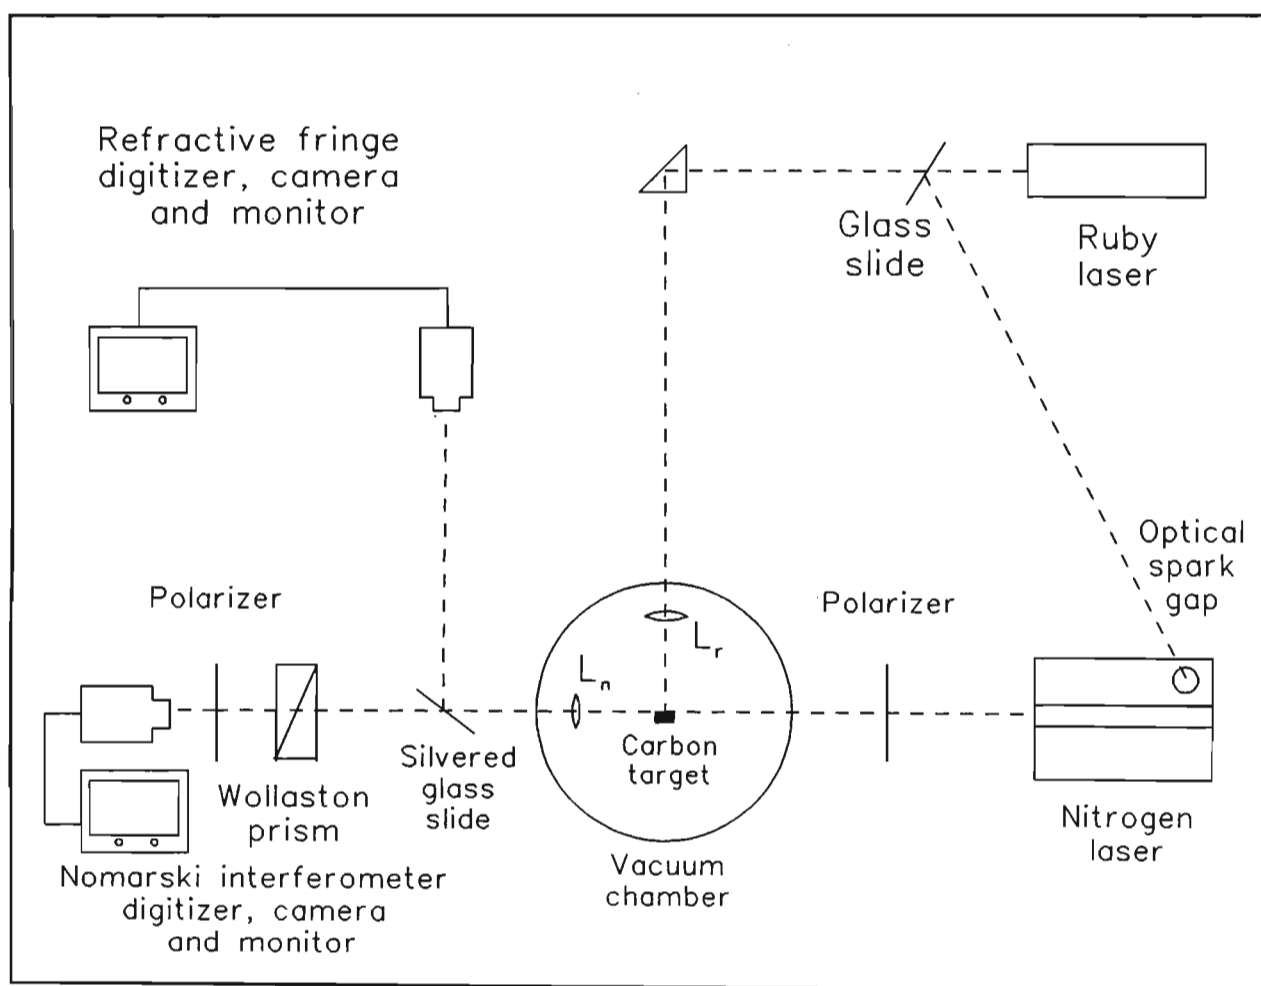 Refractive fringe
digitizer, camera
and monitor
Glass
slide
Ruby
laser
Optical
spark
gap
Polarizer
Polarizer
L_r
L_n
Carbon
target
Silvered
glass
slide
Wollaston
prism
Nitrogen
laser
Vacuum
chamber
Nomarski interferometer
digitizer, camera
and monitor